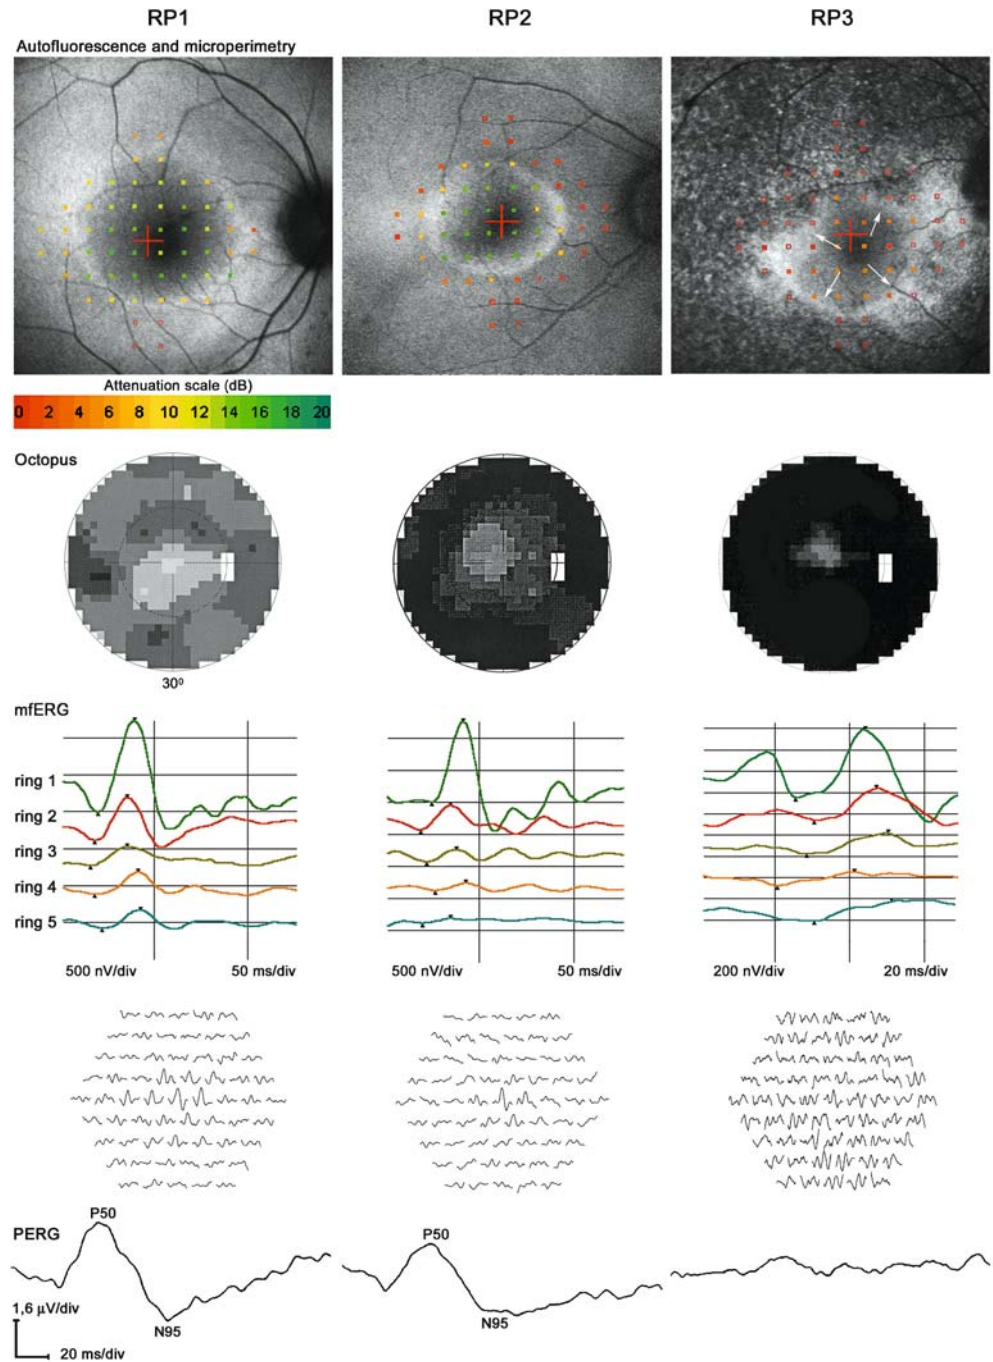 RP1 RP2 RP3
Autofluorescence and microperimetry
Attenuation scale (dB)
0 2 4 6 8 10 12 14 16 18 20
Octopus
30⁰
mfERG
ring 1
ring 2
ring 3
ring 4
ring 5
500 nV/div 50 ms/div 500 nV/div 50 ms/div 200 nV/div 20 ms/div
PERG P50 P50
1,6 µV/div
N95 N95
20 ms/div